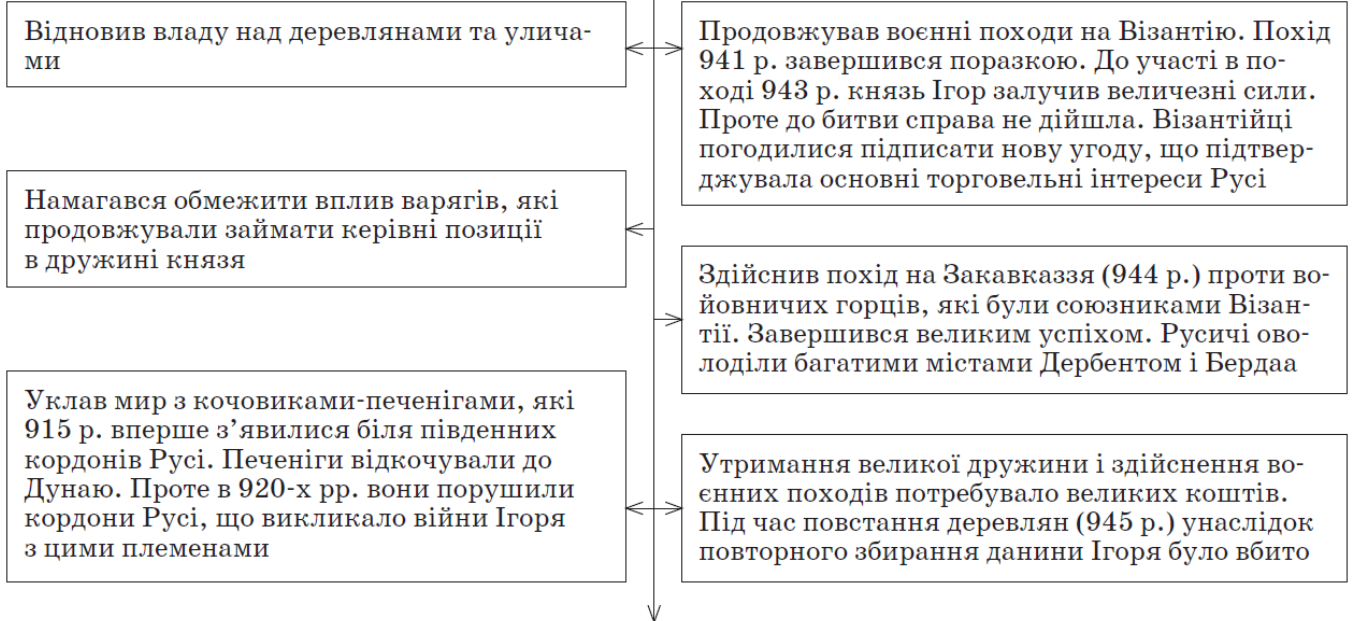 Відновив владу над деревлянами та улича-
ми
Продовжував воєнні походи на Візантію. Похід
941 р. завершився поразкою. До участі в по-
ході 943 р. князь Ігор залучив величезні сили.
Проте до битви справа не дійшла. Візантійці
погодилися підписати нову угоду, що підтвер-
джувала основні торговельні інтереси Русі
Намагався обмежити вплив варягів, які
продовжували займати керівні позиції
в дружині князя
Здійснив похід на Закавказзя (944 р.) проти во-
йовничих горців, які були союзниками Візан-
тії. Завершився великим успіхом. Русичі ово-
лоділи багатими містами Дербентом і Бердаа
Уклав мир з кочовиками-печенігами, які
915 р. вперше з’явилися біля південних
кордонів Русі. Печеніги відкочували до
Дунаю. Проте в 920-х рр. вони порушили
кордони Русі, що викликало війни Ігоря
з цими племенами
Утримання великої дружини і здійснення во-
єнних походів потребувало великих коштів.
Під час повстання деревлян (945 р.) унаслідок
повторного збирання данини Ігоря було вбито